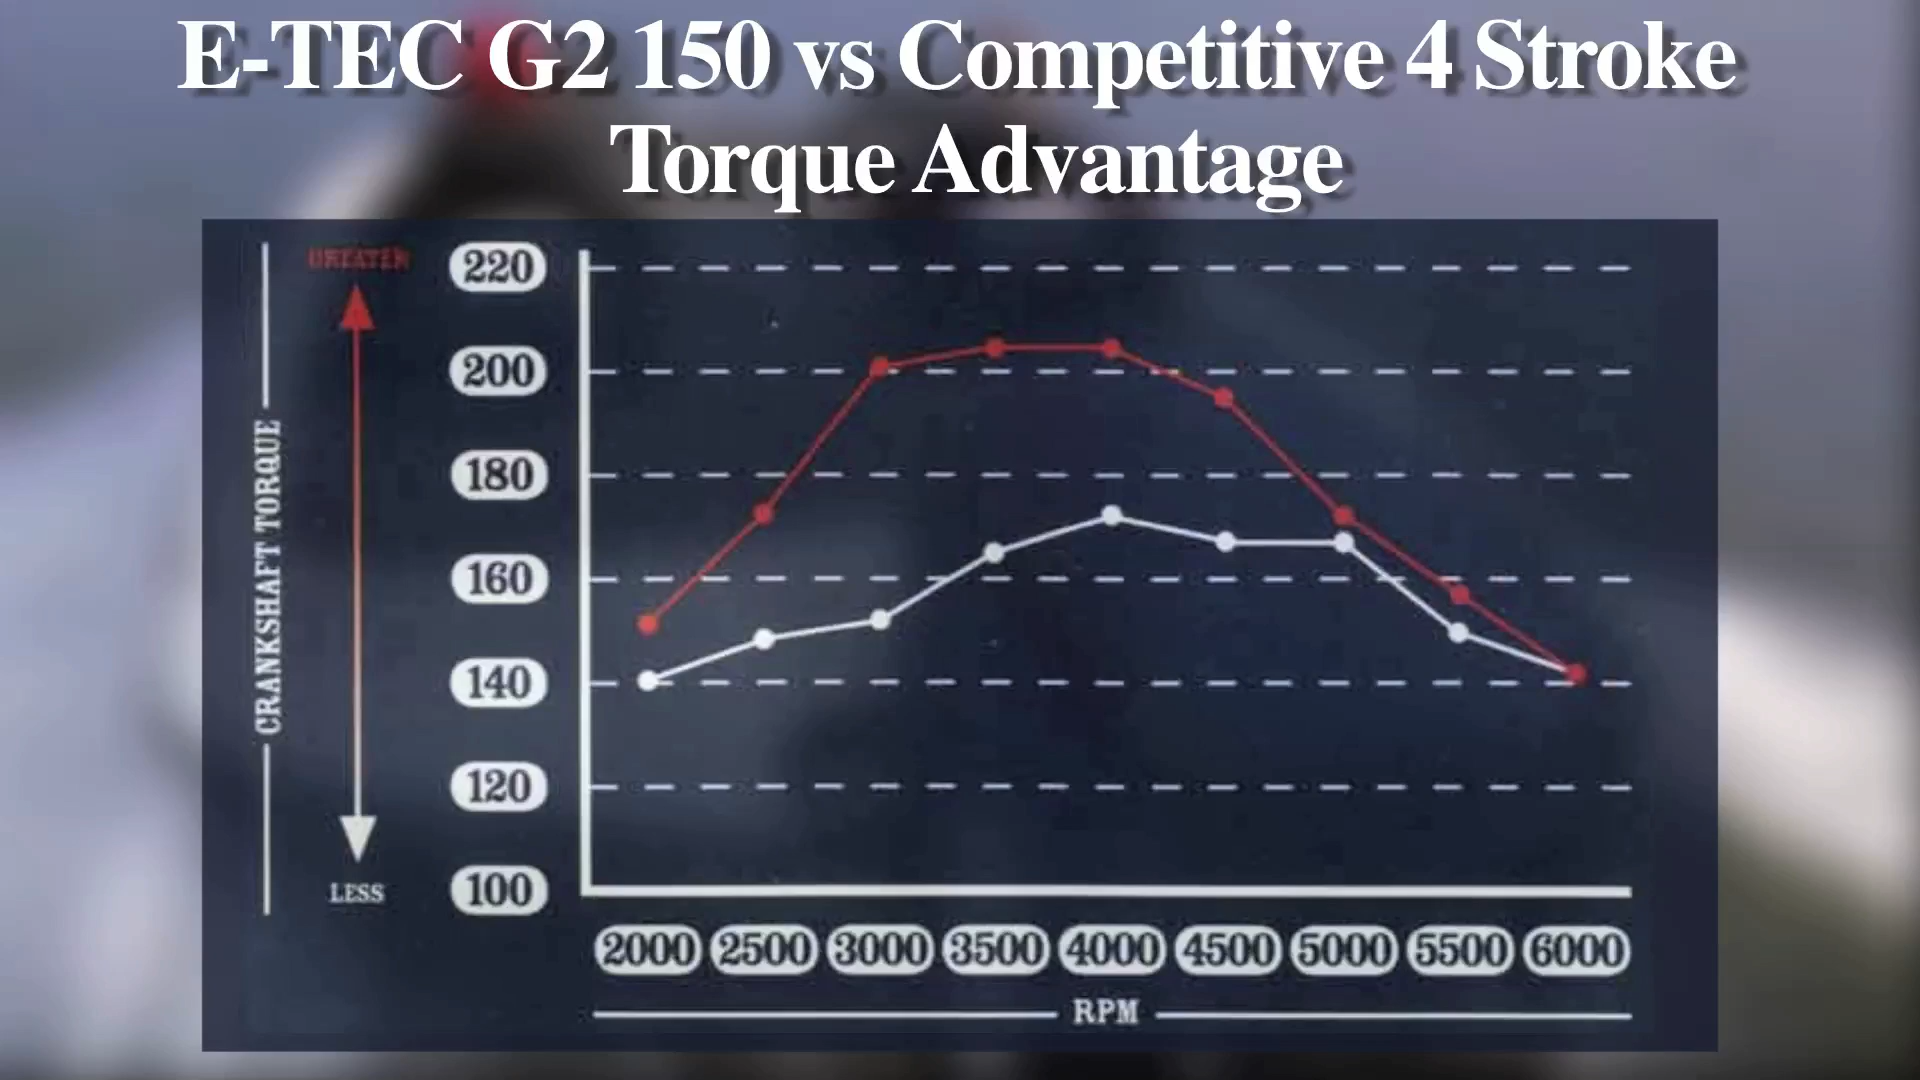 E-TEC G2 150 vs Competitive 4 Stroke
Torque Advantage
GREATER
CRANKSHAFT TORQUE
LESS
220
200
180
160
140
120
100
2000 2500 3000 3500 4000 4500 5000 5500 6000
RPM